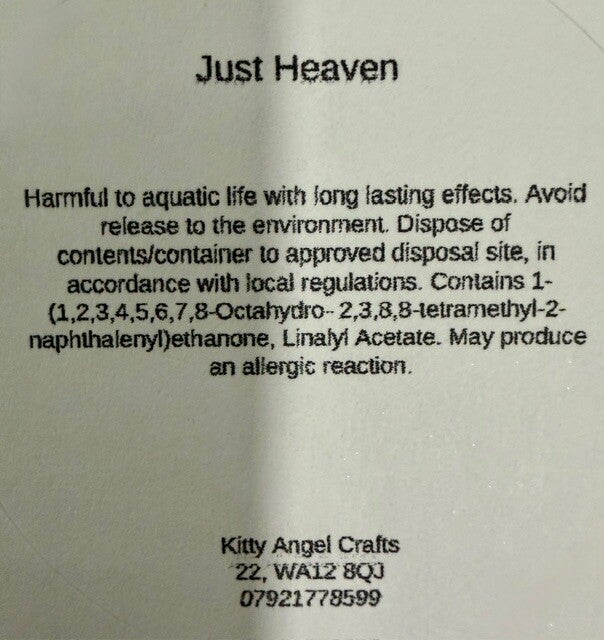 Just Heaven
Harmful to aquatic life with long lasting effects. Avoid
release to the environment. Dispose of
contents/container to approved disposal site, in
accordance with local regulations. Contains 1-
(1,2,3,4,5,6,7,8-Octahydro- 2,3,8,8-tetramethyl-2-
naphthalenyl)ethanone, Linalyl Acetate. May produce
an allergic reaction.
Kitty Angel Crafts
22, WA12 8QJ
07921778599